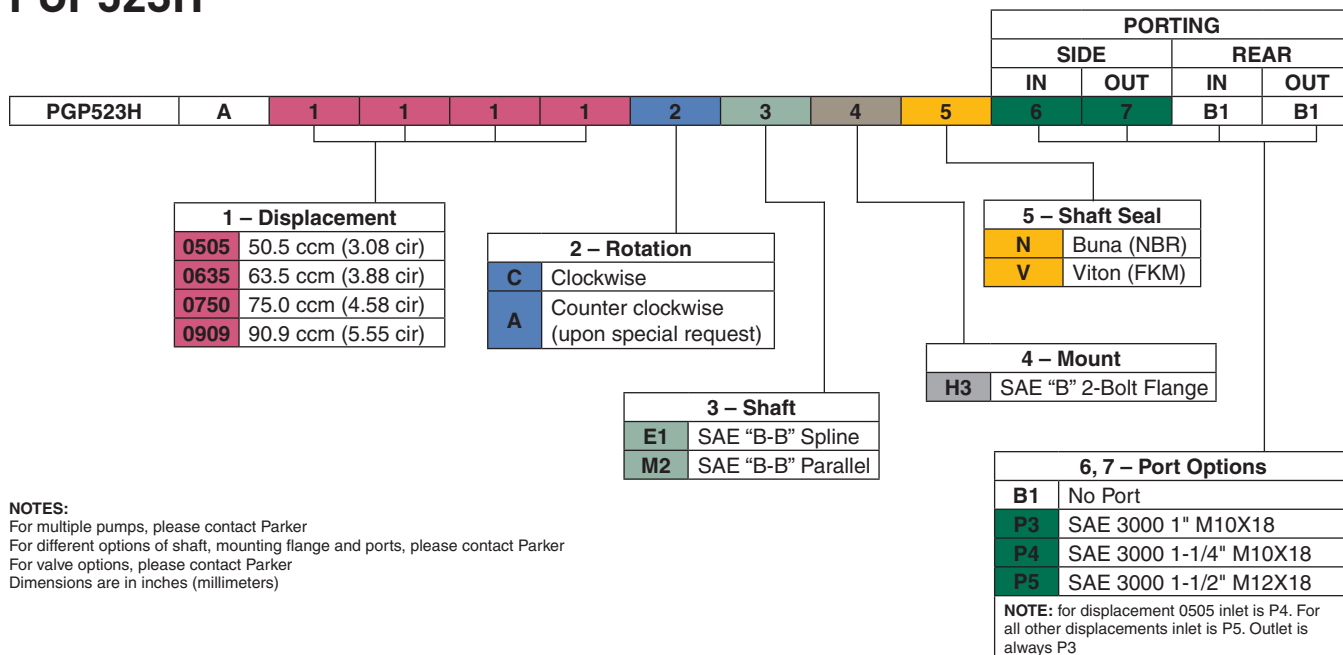 PGP523H
PORTING
SIDE REAR
IN OUT IN OUT
PGP523H A 1 1 1 1 2 3 4 5 6 7 B1 B1
1 – Displacement
0505 50.5 ccm (3.08 cir)
0635 63.5 ccm (3.88 cir)
0750 75.0 ccm (4.58 cir)
0909 90.9 ccm (5.55 cir)
2 – Rotation
C Clockwise
A Counter clockwise
(upon special request)
3 – Shaft
E1 SAE “B-B” Spline
M2 SAE “B-B” Parallel
4 – Mount
H3 SAE “B” 2-Bolt Flange
5 – Shaft Seal
N Buna (NBR)
V Viton (FKM)
6, 7 – Port Options
B1 No Port
P3 SAE 3000 1" M10X18
P4 SAE 3000 1-1/4" M10X18
P5 SAE 3000 1-1/2" M12X18
NOTE: for displacement 0505 inlet is P4. For
all other displacements inlet is P5. Outlet is
always P3
NOTES:
For multiple pumps, please contact Parker
For different options of shaft, mounting flange and ports, please contact Parker
For valve options, please contact Parker
Dimensions are in inches (millimeters)